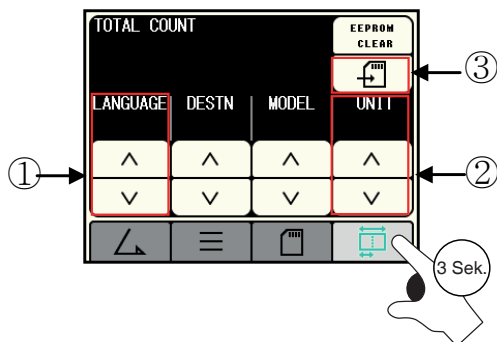 TOTAL COUNT
EEPROM
CLEAR
③
LANGUAGE DESTN MODEL UNIT
①
②
3 Sek.